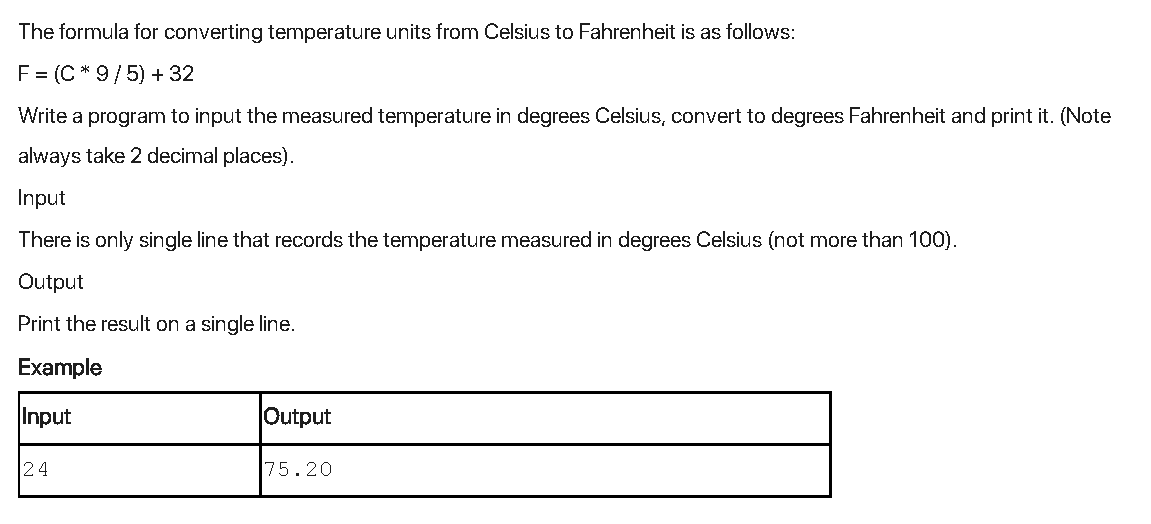 The formula for converting temperature units from Celsius to Fahrenheit is as follows:
F = (C * 9 / 5) + 32
Write a program to input the measured temperature in degrees Celsius, convert to degrees Fahrenheit and print it. (Note
always take 2 decimal places).
Input
There is only single line that records the temperature measured in degrees Celsius (not more than 100).
Output
Print the result on a single line.
Example
Input Output
24 75.20